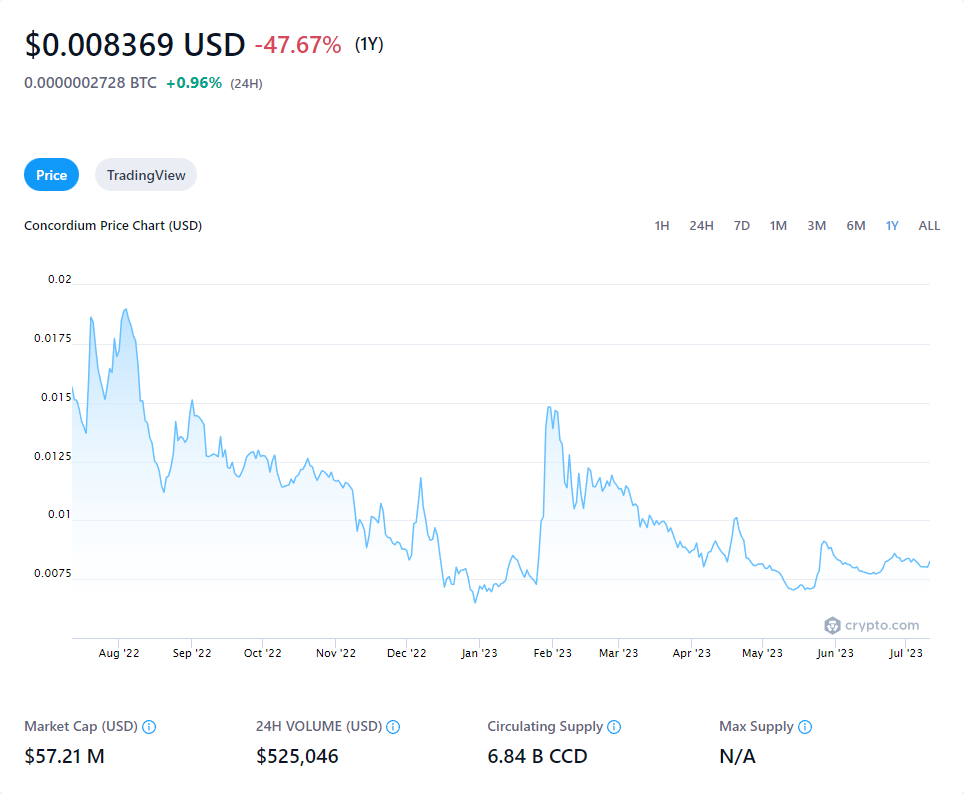 $0.008369 USD -47.67% (1Y)
0.0000002728 BTC +0.96% (24H)
Price TradingView
Concordium Price Chart (USD) 1H 24H 7D 1M 3M 6M 1Y ALL
0.02
0.0175
0.015
0.0125
0.01
0.0075
crypto.com
Aug '22 Sep '22 Oct '22 Nov '22 Dec '22 Jan '23 Feb '23 Mar '23 Apr '23 May '23 Jun '23 Jul '23
Market Cap (USD) 24H VOLUME (USD) Circulating Supply Max Supply
$57.21 M $525,046 6.84 B CCD N/A